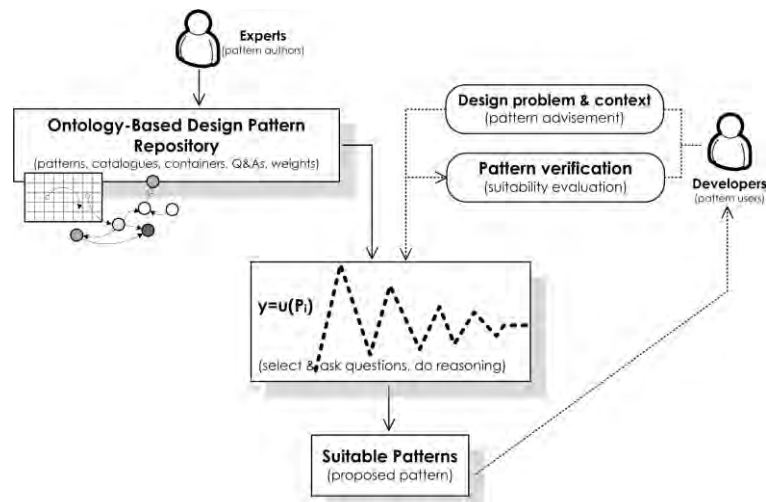 Experts
(pattern authors)
Ontology-Based Design Pattern
Repository
(patterns, catalogues, containers, Q&As, weights)
Design problem & context
(pattern advisement)
Pattern verification
(suitability evaluation)
Developers
(pattern users)
y=u(Pi)
(select & ask questions, do reasoning)
Suitable Patterns
(proposed pattern)